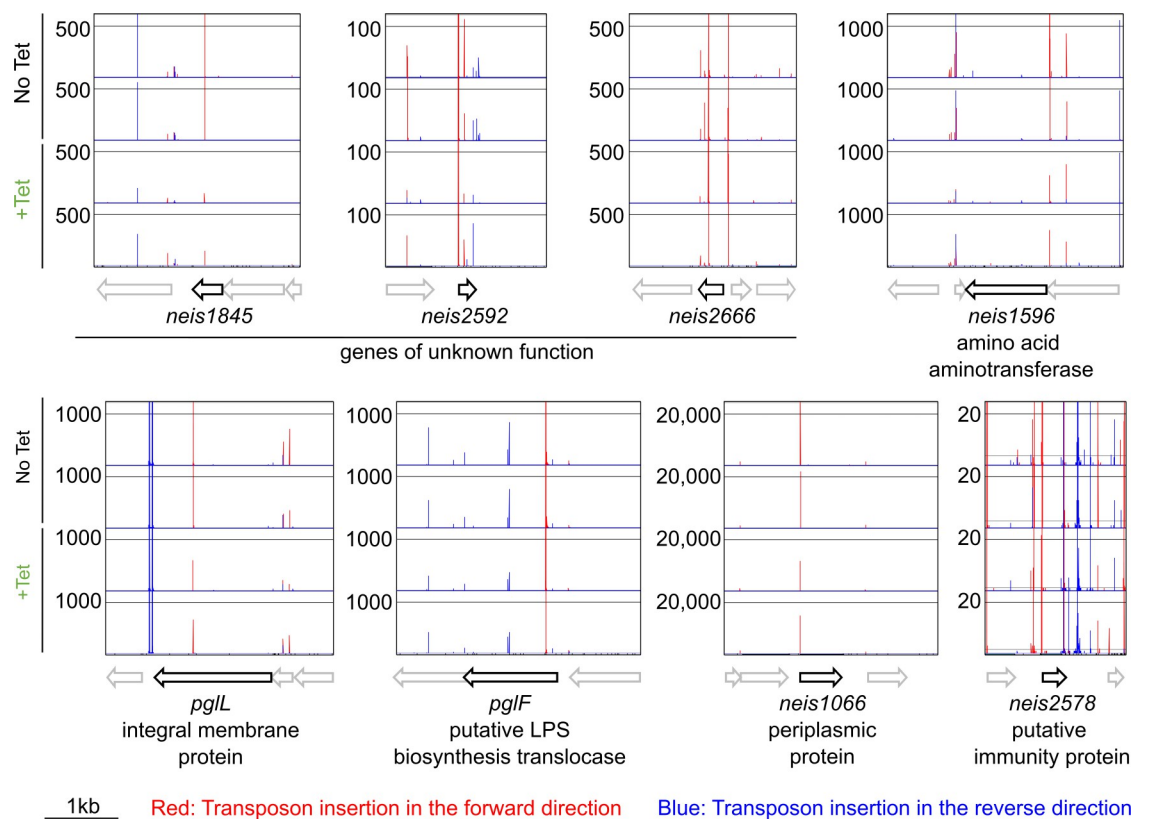 No Tet
+Tet
500
500
500
500
100
100
100
100
500
500
500
500
1000
1000
1000
1000
neis1845
neis2592
neis2666
neis1596
genes of unknown function
amino acid
aminotransferase
No Tet
+Tet
1000
1000
1000
1000
1000
1000
1000
1000
20,000
20,000
20,000
20,000
20
20
20
20
pglL
integral membrane
protein
pglF
putative LPS
biosynthesis translocase
neis1066
periplasmic
protein
neis2578
putative
immunity protein
1kb
Red: Transposon insertion in the forward direction
Blue: Transposon insertion in the reverse direction